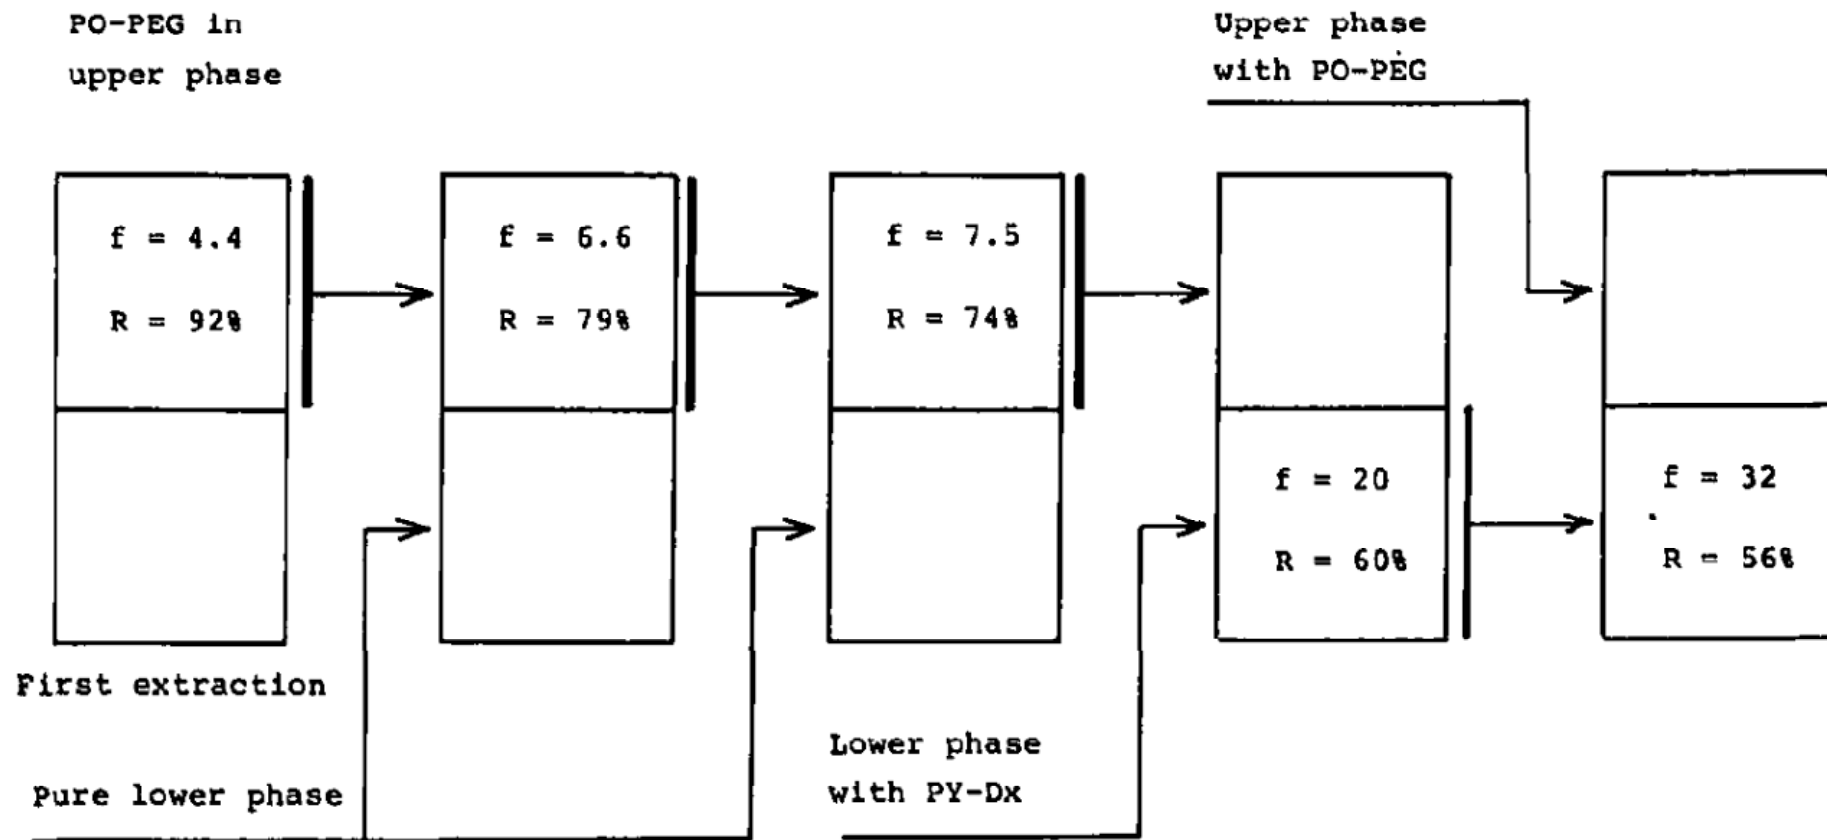 PO-PEG in
upper phase
Upper phase
with PO-PEG
f = 4.4
R = 92%
f = 6.6
R = 79%
f = 7.5
R = 74%
f = 20
R = 60%
f = 32
R = 56%
First extraction
Pure lower phase
Lower phase
with PY-Dx